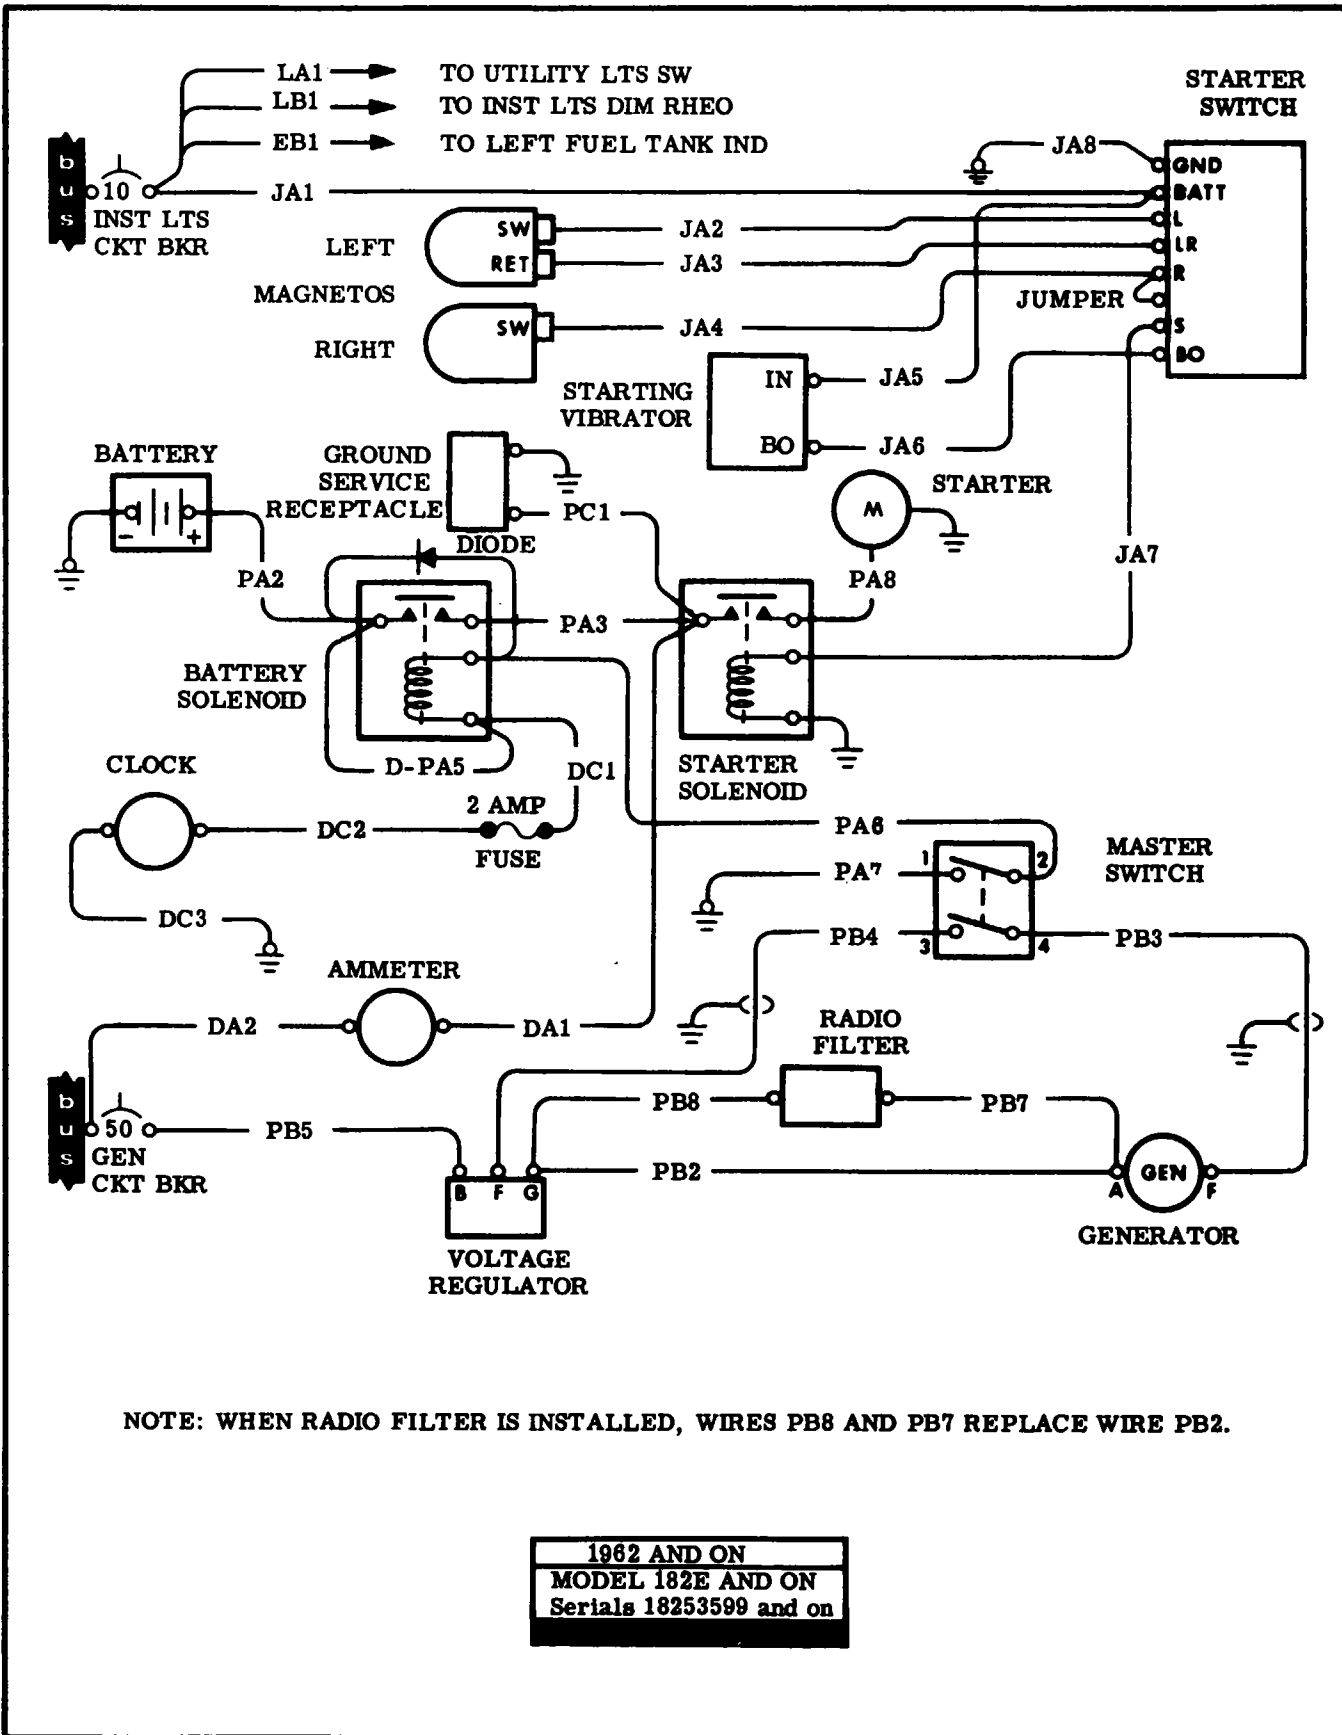 LA1 TO UTILITY LTS SW
LB1 TO INST LTS DIM RHEO
EB1 TO LEFT FUEL TANK IND
STARTER
SWITCH
bus
10
JA1
INST LTS
CKT BKR
JA8
GND
BATT
L
LR
R
JUMPER
S
BO
LEFT
SW
JA2
RET
JA3
MAGNETOS
RIGHT
SW
JA4
STARTING
VIBRATOR
IN
JA5
BO
JA6
BATTERY
- +
GROUND
SERVICE
RECEPTACLE
PC1
DIODE
STARTER
M
JA7
PA2
PA8
PA3
BATTERY
SOLENOID
D-PA5
DC1
STARTER
SOLENOID
CLOCK
2 AMP
DC2
FUSE
DC3
PA6
PA7
1
2
MASTER
SWITCH
PB4
3
4
PB3
AMMETER
DA2
DA1
RADIO
FILTER
bus
50
GEN
CKT BKR
PB5
PB8
PB7
PB2
B F G
VOLTAGE
REGULATOR
A
GEN
F
GENERATOR
NOTE: WHEN RADIO FILTER IS INSTALLED, WIRES PB8 AND PB7 REPLACE WIRE PB2.
1962 AND ON
MODEL 182E AND ON
Serials 18253599 and on